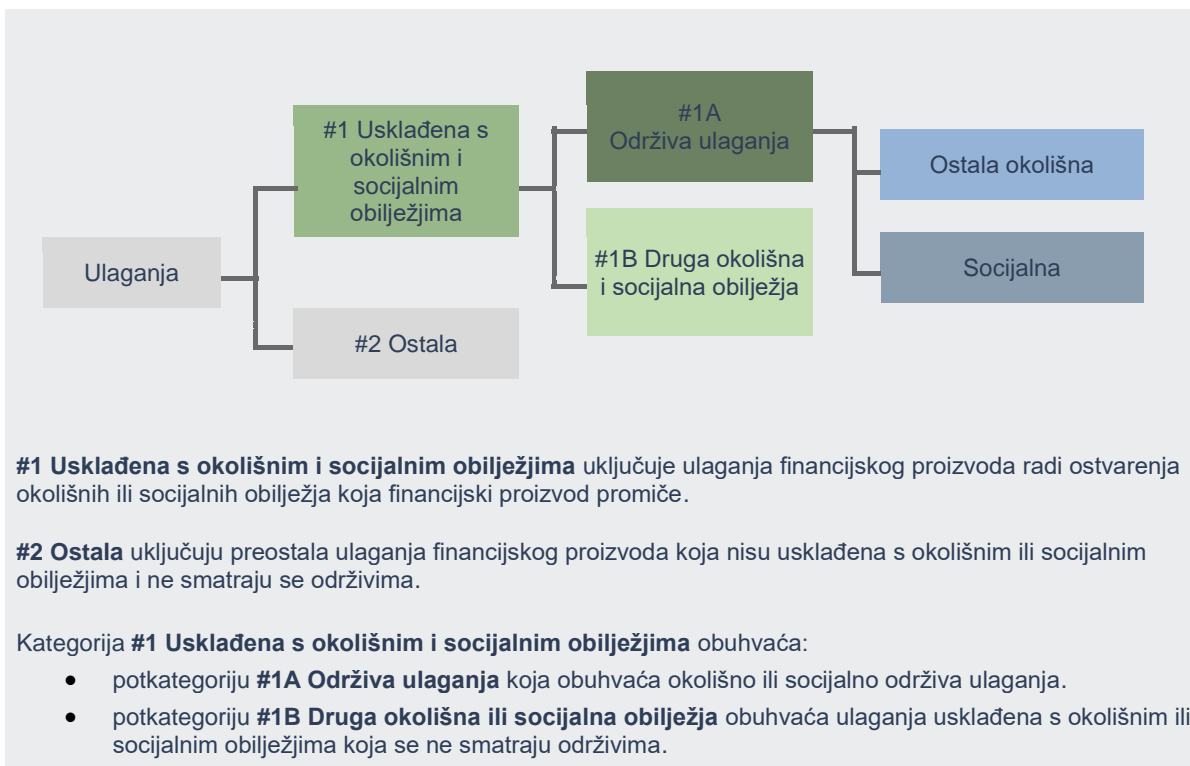 #1A
Održiva ulaganja
#1 Usklađena s
okolišnim i
socijalnim
obilježjima
Ostala okolišna
#1B Druga okolišna
i socijalna obilježja
Socijalna
Ulaganja
#2 Ostala
#1 Usklađena s okolišnim i socijalnim obilježjima uključuje ulaganja financijskog proizvoda radi ostvarenja
okolišnih ili socijalnih obilježja koja financijski proizvod promiče.
#2 Ostala uključuju preostala ulaganja financijskog proizvoda koja nisu usklađena s okolišnim ili socijalnim
obilježjima i ne smatraju se održivima.
Kategorija #1 Usklađena s okolišnim i socijalnim obilježjima obuhvaća:
• potkategoriju #1A Održiva ulaganja koja obuhvaća okolišno ili socijalno održiva ulaganja.
• potkategoriju #1B Druga okolišna ili socijalna obilježja obuhvaća ulaganja usklađena s okolišnim ili
socijalnim obilježjima koja se ne smatraju održivima.